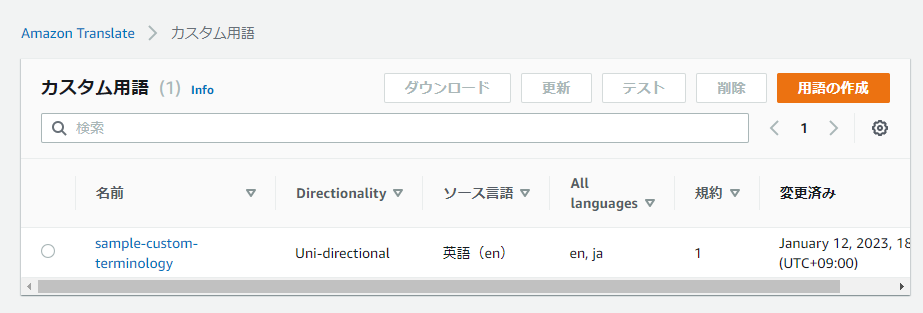 Amazon Translate > カスタム用語
カスタム用語 (1) Info
ダウンロード 更新 テスト 削除 用語の作成
検索
1
名前 Directionality ソース言語 All languages 規約 変更済み
sample-custom-terminology Uni-directional 英語（en） en, ja 1 January 12, 2023, 18
(UTC+09:00)